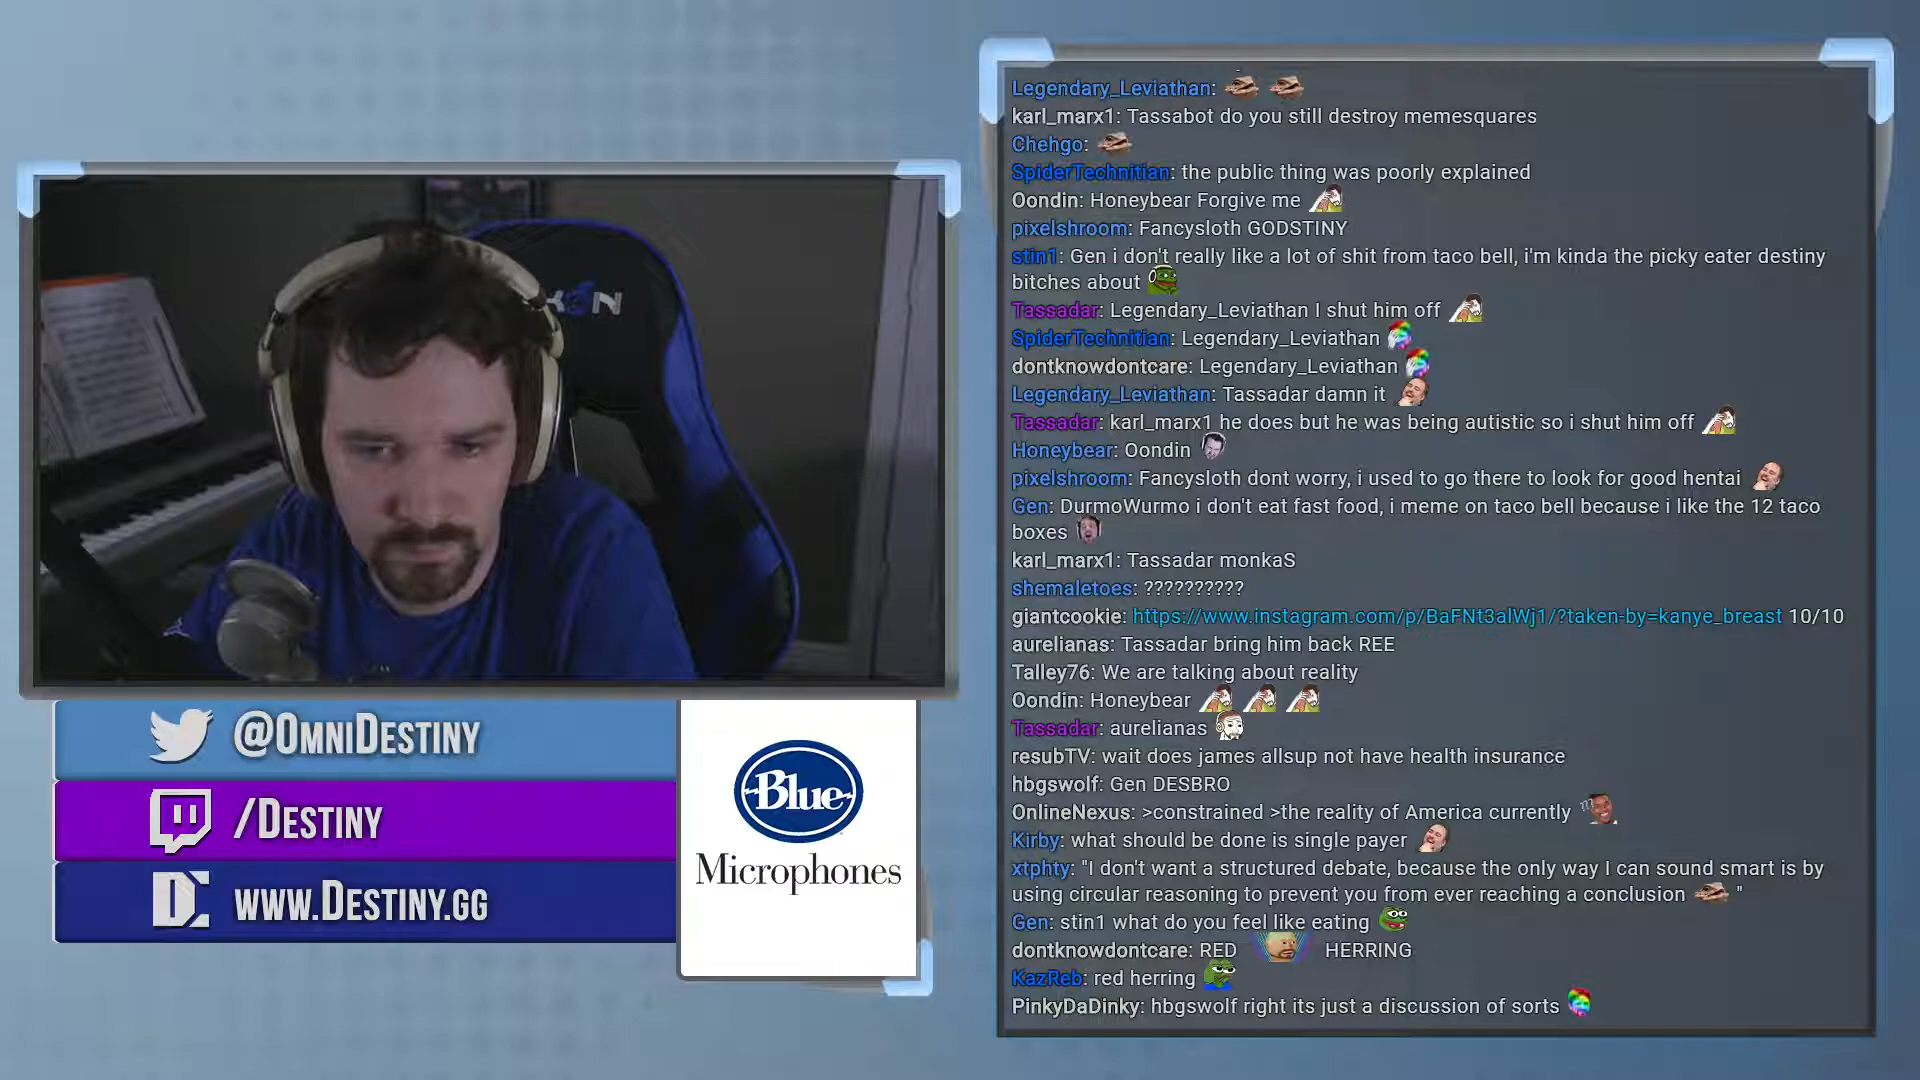 Legendary_Leviathan:
karl_marx1: Tassabot do you still destroy memesquares
Chehgo:
SpiderTechnitian: the public thing was poorly explained
Oondin: Honeybear Forgive me
pixelshroom: Fancysloth GODSTINY
stin1: Gen i don't really like a lot of shit from taco bell, i'm kinda the picky eater destiny
bitches about
Tassadar: Legendary_Leviathan I shut him off
SpiderTechnitian: Legendary_Leviathan
dontknowdontcare: Legendary_Leviathan
Legendary_Leviathan: Tassadar damn it
Tassadar: karl_marx1 he does but he was being autistic so i shut him off
Honeybear: Oondin
pixelshroom: Fancysloth dont worry, i used to go there to look for good hentai
Gen: DurmoWurmo i don't eat fast food, i meme on taco bell because i like the 12 taco
boxes
karl_marx1: Tassadar monkaS
shemaletoes: ??????????
giantcookie: https://www.instagram.com/p/BaFNt3alWj1/?taken-by=kanye_breast 10/10
aurelianas: Tassadar bring him back REE
Talley76: We are talking about reality
Oondin: Honeybear
Tassadar: aurelianas
resubTV: wait does james allsup not have health insurance
hbgswolf: Gen DESBRO
OnlineNexus: >constrained >the reality of America currently
Kirby: what should be done is single payer
xtphty: "I don't want a structured debate, because the only way I can sound smart is by
using circular reasoning to prevent you from ever reaching a conclusion "
Gen: stin1 what do you feel like eating
dontknowdontcare: RED HERRING
KazReb: red herring
PinkyDaDinky: hbgswolf right its just a discussion of sorts
@OmniDestiny
/Destiny
www.Destiny.gg
Blue
Microphones